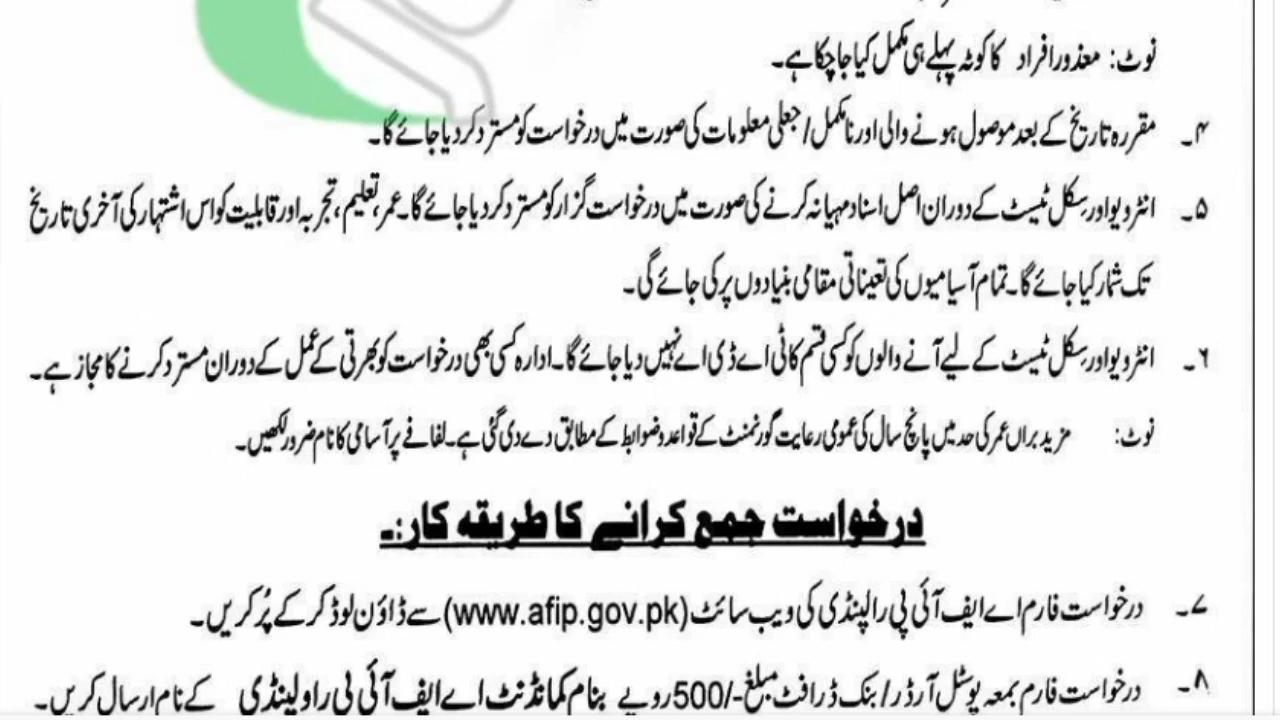 نوٹ: معذور افراد کا کوٹہ پہلے ہی مکمل کیا جا چکا ہے۔
۴۔ مقررہ تاریخ کے بعد موصول ہونے والی اور نامکمل/جعلی معلومات کی صورت میں درخواست کو مسترد کر دیا جائے گا۔
۵۔ انٹرویو اور سکل ٹیسٹ کے دوران اصل اسناد مہیا نہ کرنے کی صورت میں درخواست گزار کو مسترد کر دیا جائے گا۔ عمر، تعلیم، تجربہ اور قابلیت کو اس اشتہار کی آخری تاریخ
تک شمار کیا جائے گا۔ تمام آسامیوں کی تعیناتی مقامی بنیادوں پر کی جائے گی۔
۶۔ انٹرویو اور سکل ٹیسٹ کے لیے آنے والوں کو کسی قسم کا ٹی اے ڈی اے نہیں دیا جائے گا۔ ادارہ کسی بھی درخواست کو بھرتی کے عمل کے دوران مسترد کرنے کا مجاز ہے۔
نوٹ: مزید براں عمر کی حد میں پانچ سال کی عمومی رعایت گورنمنٹ کے قواعد و ضوابط کے مطابق دے دی گئی ہے۔ لفافے پر آسامی کا نام ضرور لکھیں۔
درخواست جمع کرانے کا طریقہ کار:۔
۷۔ درخواست فارم اے ایف آئی پی رالپنڈی کی ویب سائٹ (www.afip.gov.pk) سے ڈاؤن لوڈ کر کے پُر کریں۔
۸۔ درخواست فارم بمعہ پوسٹل آرڈر/بنک ڈرافٹ مبلغ -/500 روپے بنام کمانڈنٹ اے ایف آئی پی راولپنڈی کے نام ارسال کریں۔